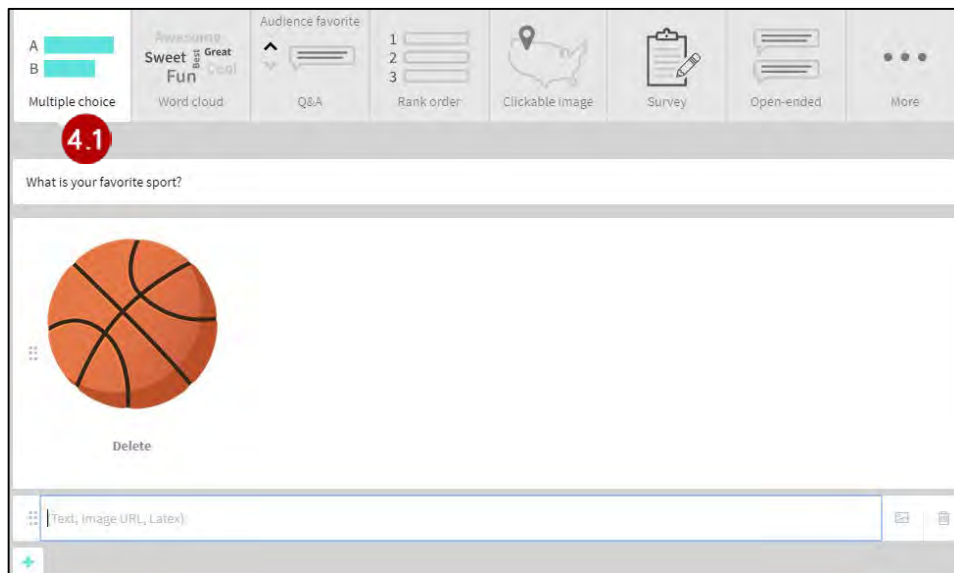 A
B
Multiple choice
Awesome
Sweet Best Great
Fun Cool
Word cloud
Audience favorite
Q&A
1
2
3
Rank order
Clickable image
Survey
Open-ended
More
4.1
What is your favorite sport?
Delete
(Text, Image URL, Latex)